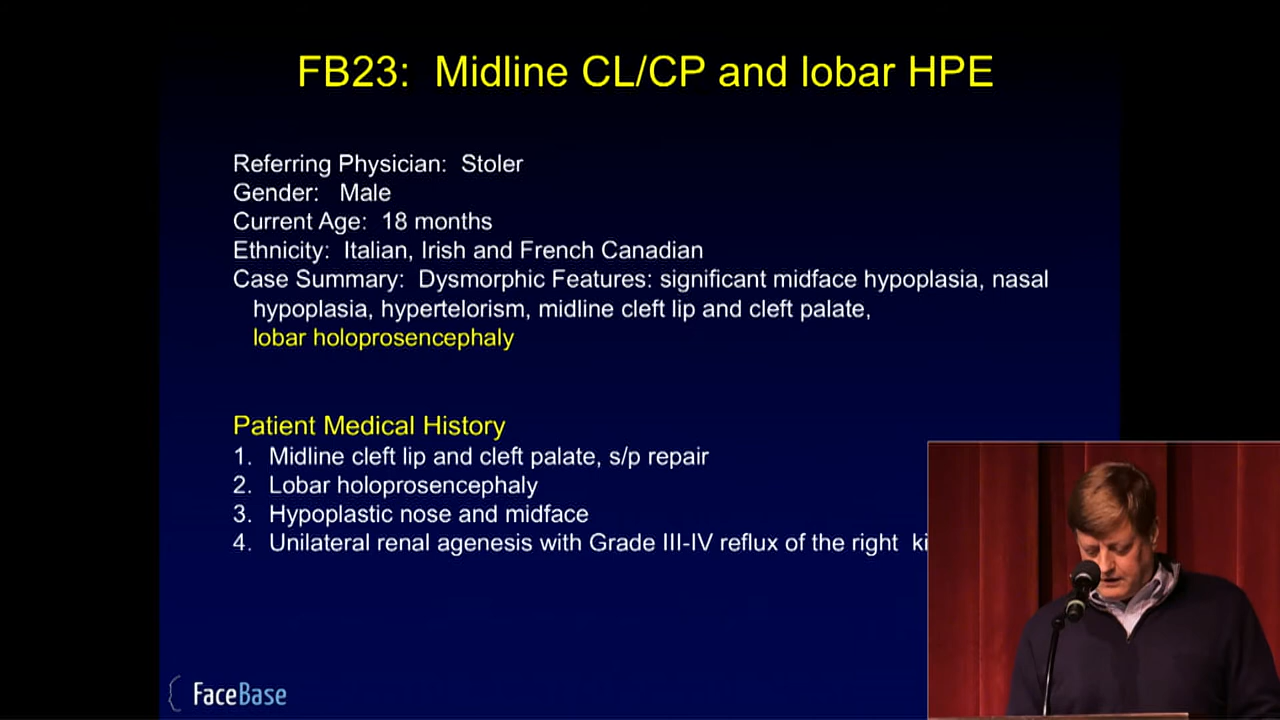 FB23: Midline CL/CP and lobar HPE
Referring Physician: Stoler
Gender: Male
Current Age: 18 months
Ethnicity: Italian, Irish and French Canadian
Case Summary: Dysmorphic Features: significant midface hypoplasia, nasal
hypoplasia, hypertelorism, midline cleft lip and cleft palate,
lobar holoprosencephaly
Patient Medical History
1. Midline cleft lip and cleft palate, s/p repair
2. Lobar holoprosencephaly
3. Hypoplastic nose and midface
4. Unilateral renal agenesis with Grade III-IV reflux of the right ki
FaceBase